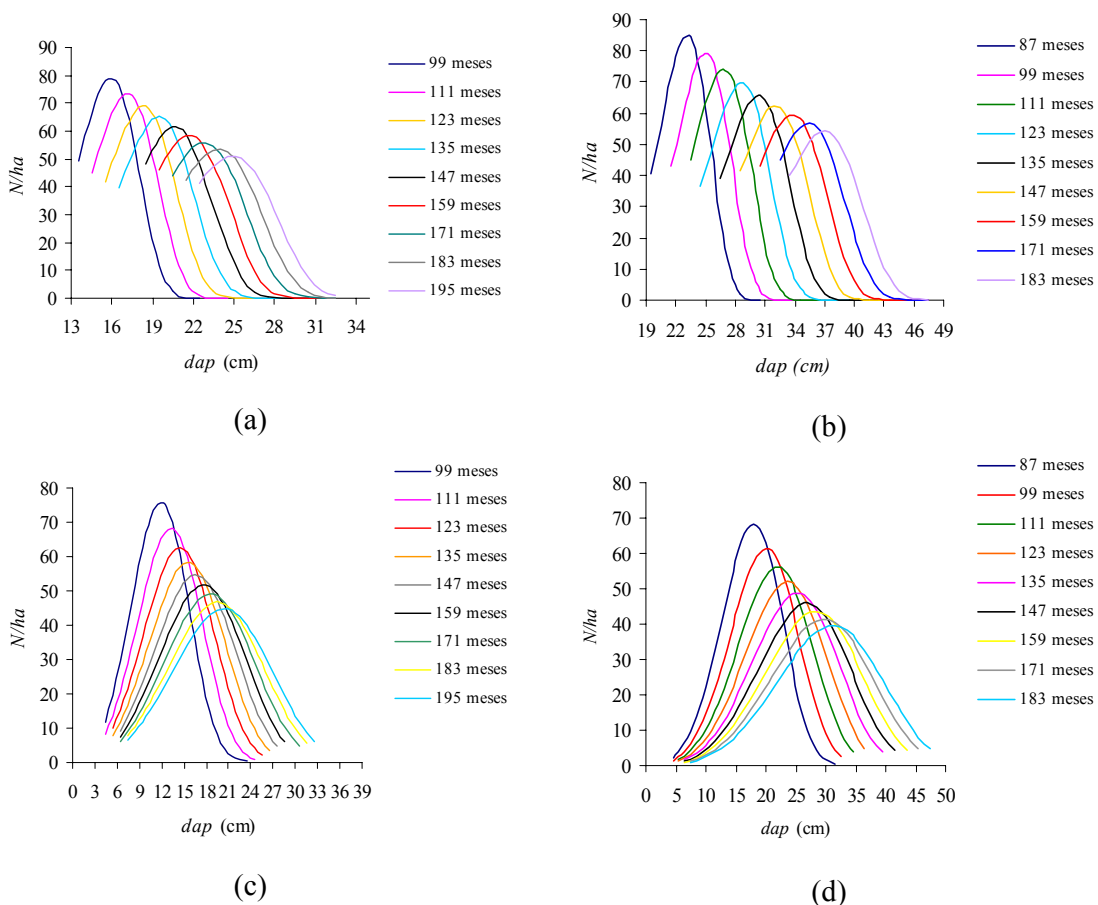 90
80
70
60
50
40
30
20
10
0
N/ha
13 16 19 22 25 28 31 34
dap (cm)
99 meses
111 meses
123 meses
135 meses
147 meses
159 meses
171 meses
183 meses
195 meses
(a)
90
80
70
60
50
40
30
20
10
0
N/ha
19 22 25 28 31 34 37 40 43 46 49
dap (cm)
87 meses
99 meses
111 meses
123 meses
135 meses
147 meses
159 meses
171 meses
183 meses
(b)
80
70
60
50
40
30
20
10
0
N/ha
0 3 6 9 12 15 18 21 24 27 30 33 36 39
dap (cm)
99 meses
111 meses
123 meses
135 meses
147 meses
159 meses
171 meses
183 meses
195 meses
(c)
80
70
60
50
40
30
20
10
0
N/ha
0 5 10 15 20 25 30 35 40 45 50
dap (cm)
87 meses
99 meses
111 meses
123 meses
135 meses
147 meses
159 meses
171 meses
183 meses
(d)